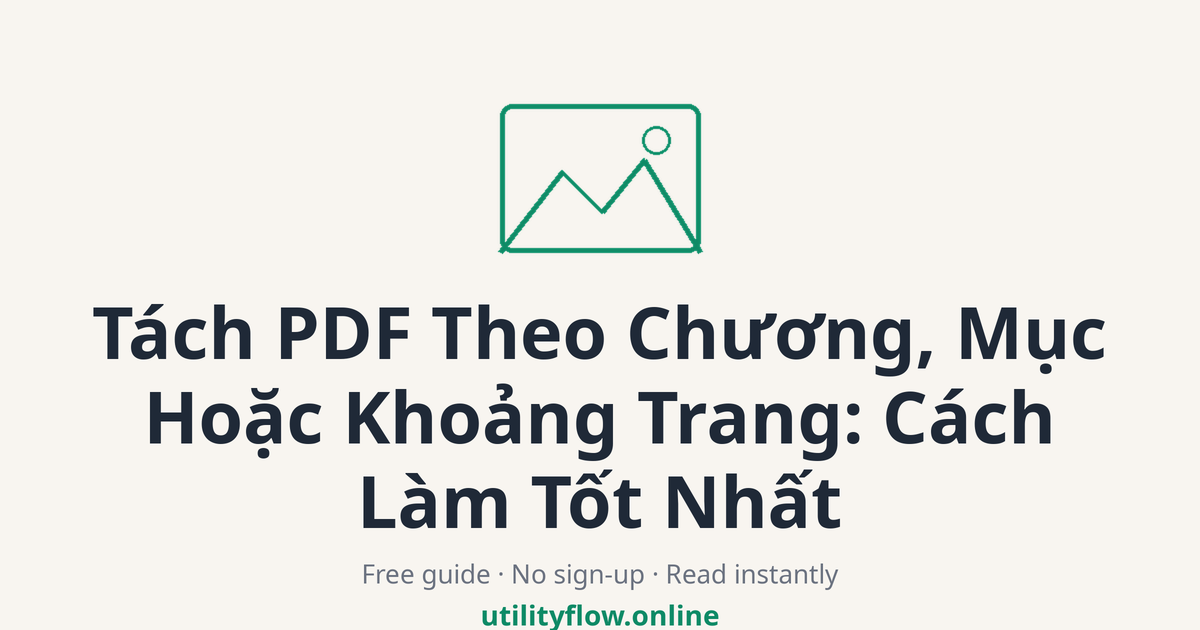 Tách PDF Theo Chương, Mục
Hoặc Khoảng Trang: Cách
Làm Tốt Nhất
Free guide · No sign-up · Read instantly
utilityflow.online